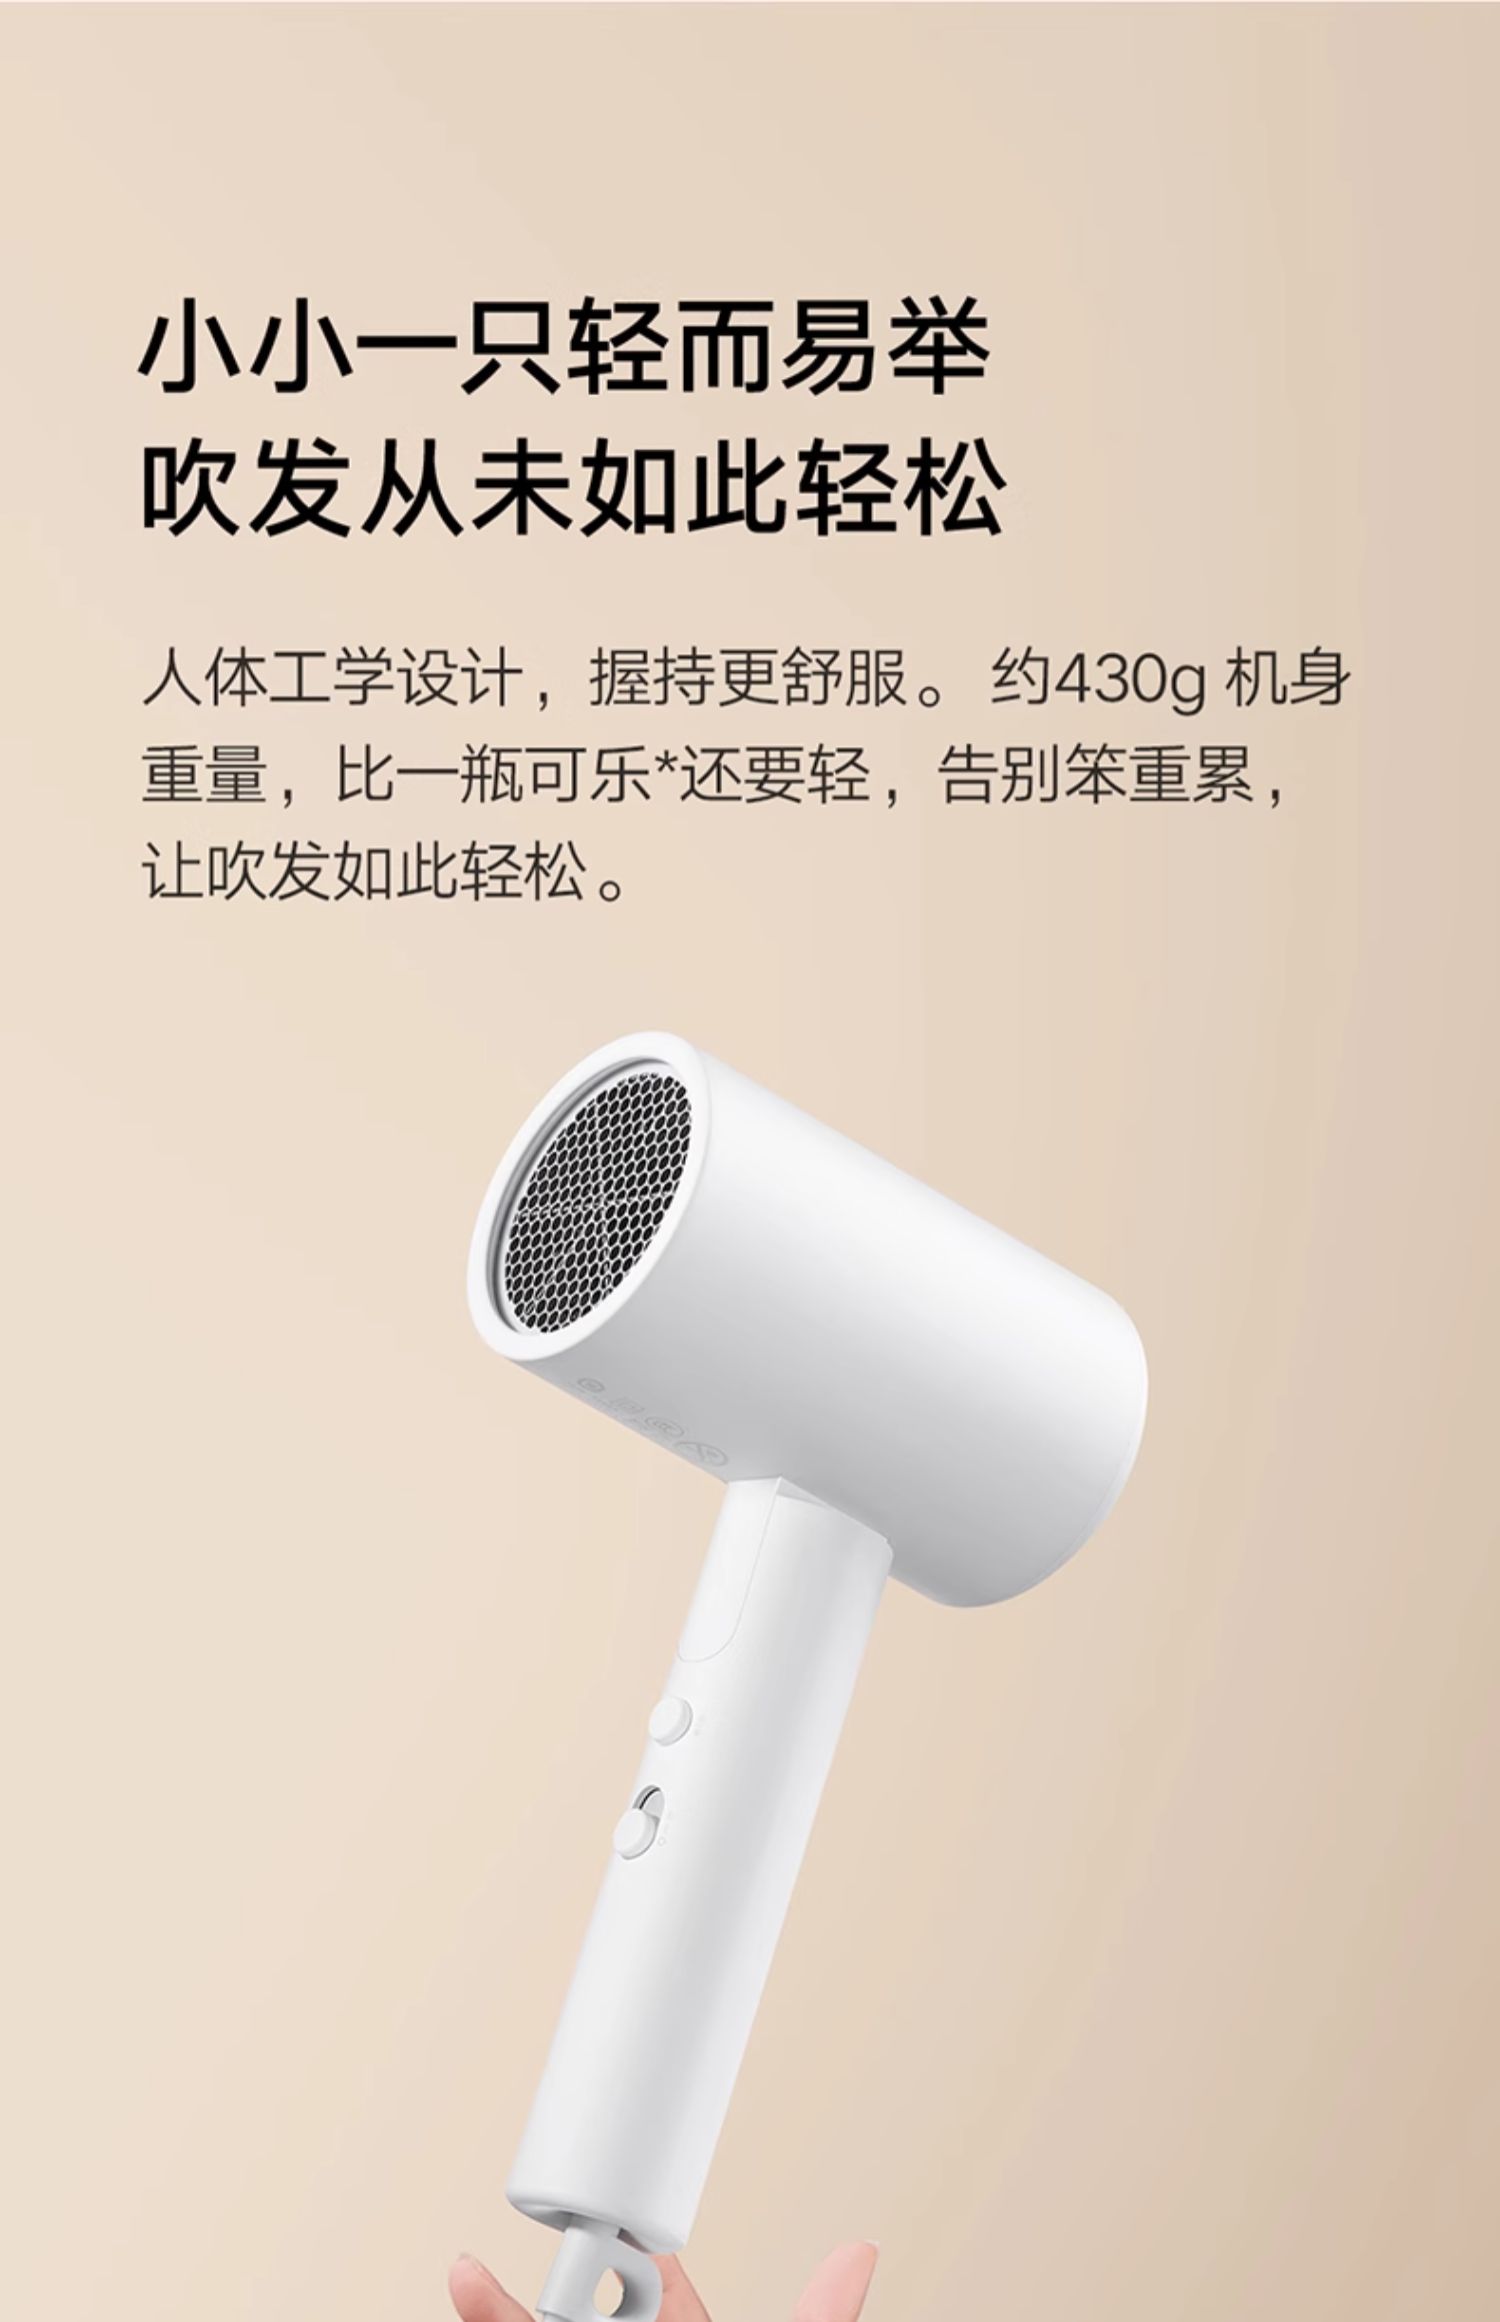 小小一只轻而易举
吹发从未如此轻松
人体工学设计，握持更舒服。 约430g 机身
重量，比一瓶可乐*还要轻，告别笨重累，
让吹发如此轻松。